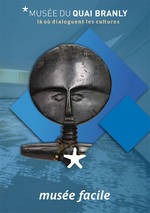 MUSÉE DU QUAI BRANLY
là où dialoguent les cultures
musée facile